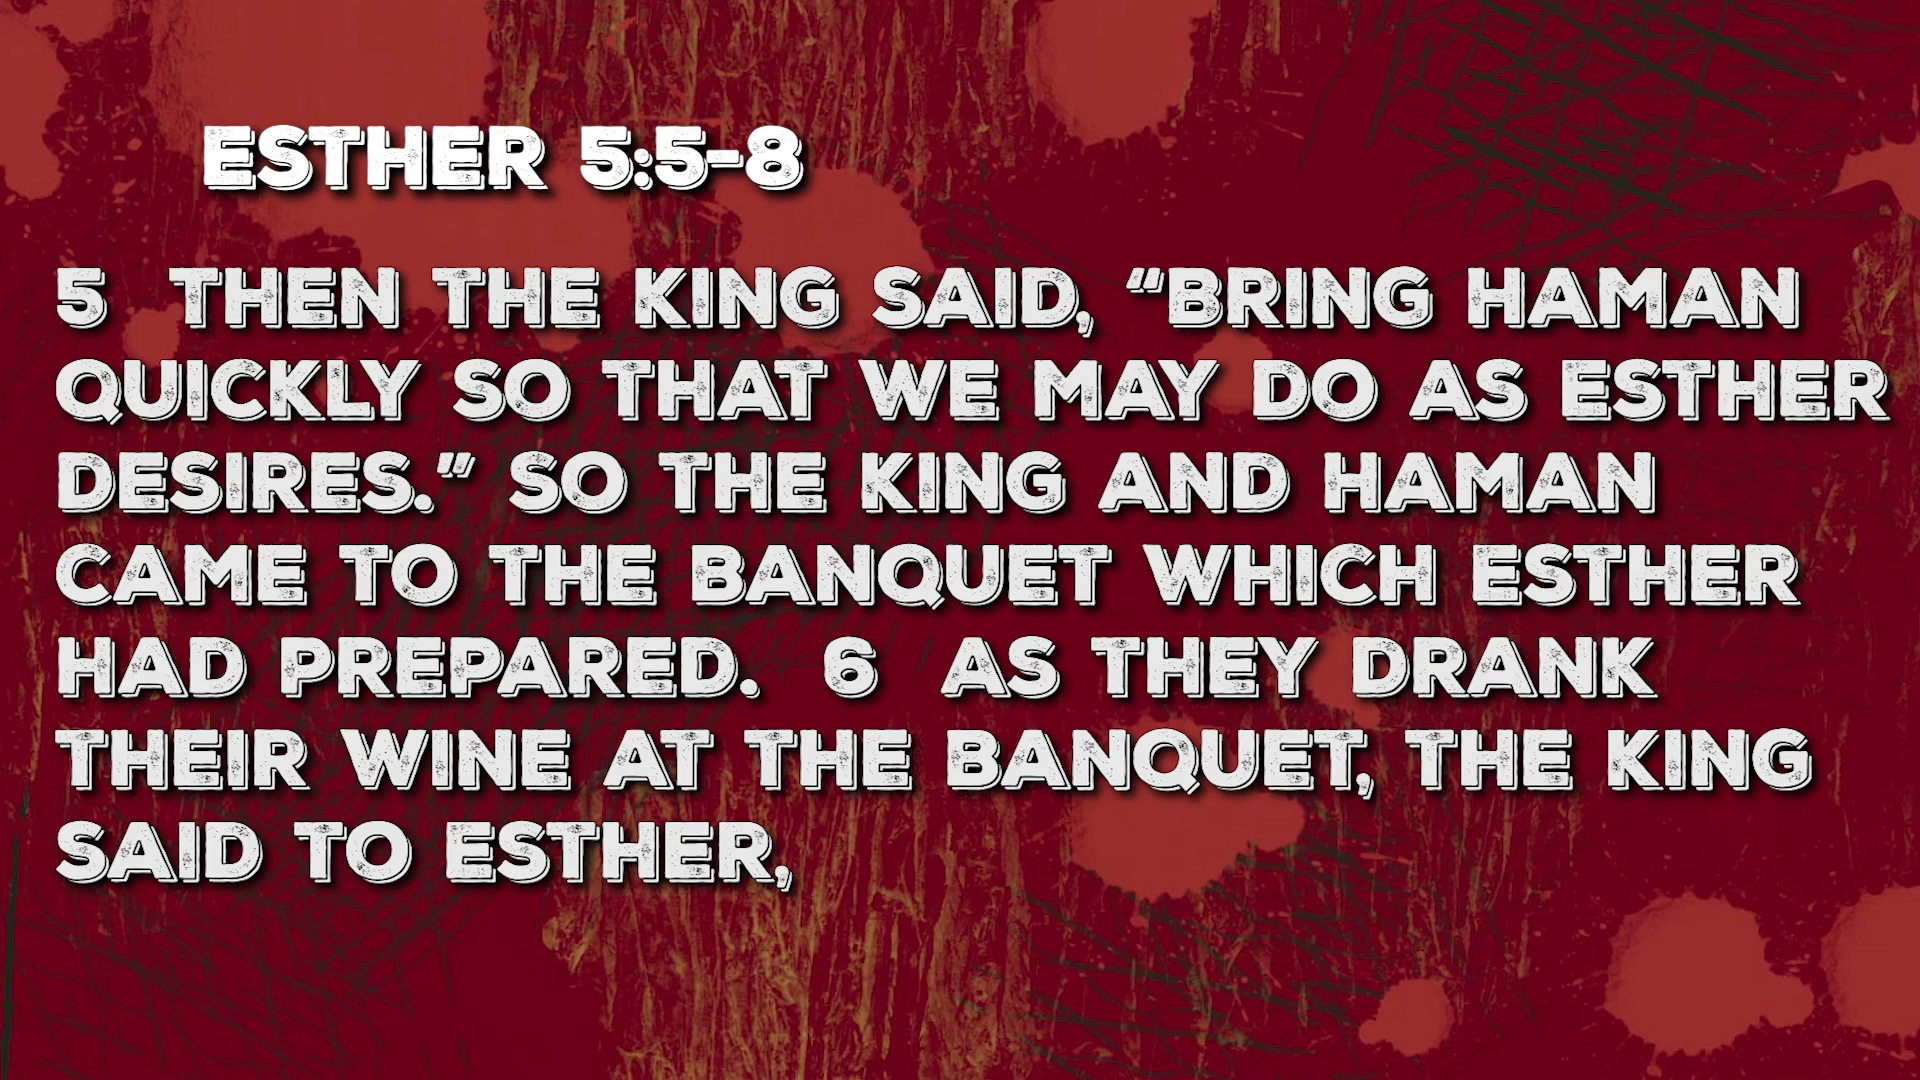 ESTHER 5:5-8
5 THEN THE KING SAID, “BRING HAMAN
QUICKLY SO THAT WE MAY DO AS ESTHER
DESIRES.” SO THE KING AND HAMAN
CAME TO THE BANQUET WHICH ESTHER
HAD PREPARED. 6 AS THEY DRANK
THEIR WINE AT THE BANQUET, THE KING
SAID TO ESTHER,